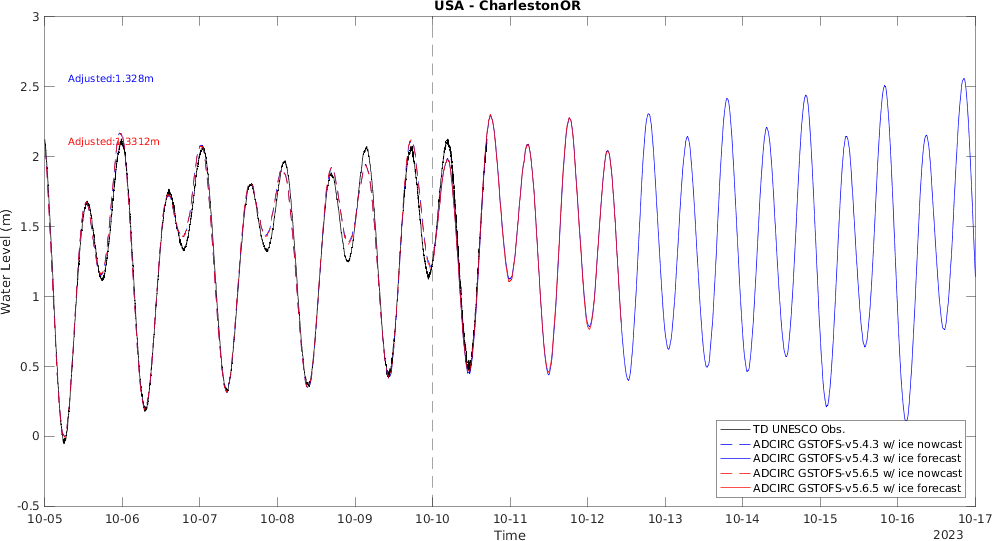 USA - CharlestonOR
3
2.5
2
1.5
1
0.5
0
-0.5
Water Level (m)
Adjusted:1.328m
Adjusted:1.3312m
TD UNESCO Obs.
ADCIRC GSTOFS-v5.4.3 w/ ice nowcast
ADCIRC GSTOFS-v5.4.3 w/ ice forecast
ADCIRC GSTOFS-v5.6.5 w/ ice nowcast
ADCIRC GSTOFS-v5.6.5 w/ ice forecast
10-05 10-06 10-07 10-08 10-09 10-10 10-11 10-12 10-13 10-14 10-15 10-16 10-17
Time
2023